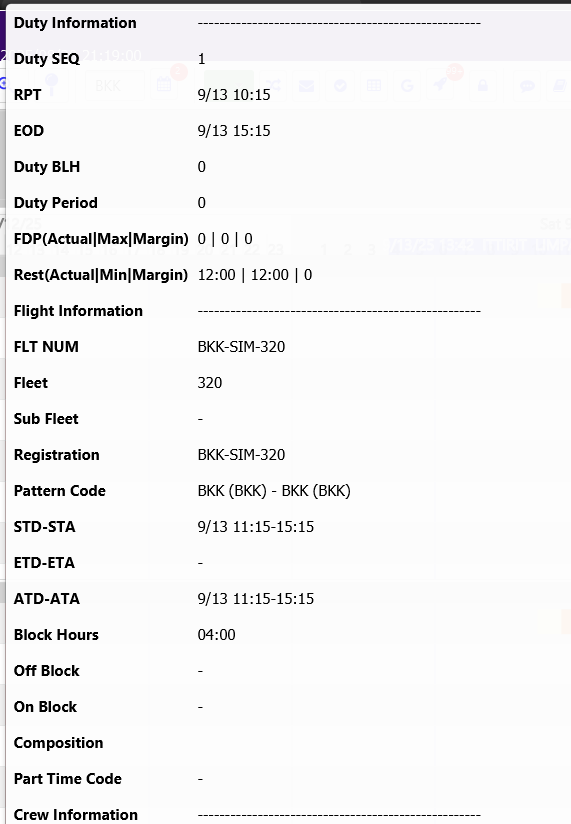 Duty Information ----------------------------------------------------
Duty SEQ 1
RPT 9/13 10:15
EOD 9/13 15:15
Duty BLH 0
Duty Period 0
FDP(Actual|Max|Margin) 0 | 0 | 0
Rest(Actual|Min|Margin) 12:00 | 12:00 | 0
Flight Information ----------------------------------------------------
FLT NUM BKK-SIM-320
Fleet 320
Sub Fleet -
Registration BKK-SIM-320
Pattern Code BKK (BKK) - BKK (BKK)
STD-STA 9/13 11:15-15:15
ETD-ETA -
ATD-ATA 9/13 11:15-15:15
Block Hours 04:00
Off Block -
On Block -
Composition
Part Time Code -
Crew Information ----------------------------------------------------